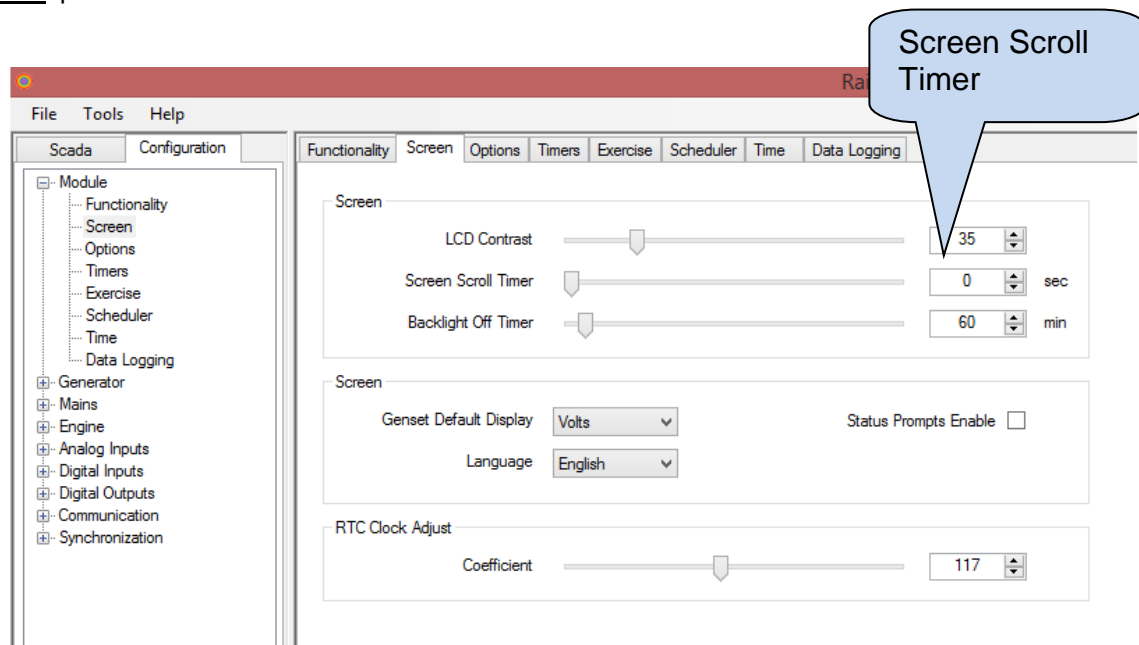 Screen Scroll
Timer
File Tools Help
Scada Configuration
Module
Functionality
Screen
Options
Timers
Exercise
Scheduler
Time
Data Logging
Generator
Mains
Engine
Analog Inputs
Digital Inputs
Digital Outputs
Communication
Synchronization
Functionality Screen Options Timers Exercise Scheduler Time Data Logging
Screen
LCD Contrast 35
Screen Scroll Timer 0 sec
Backlight Off Timer 60 min
Screen
Genset Default Display Volts Status Prompts Enable
Language English
RTC Clock Adjust
Coefficient 117